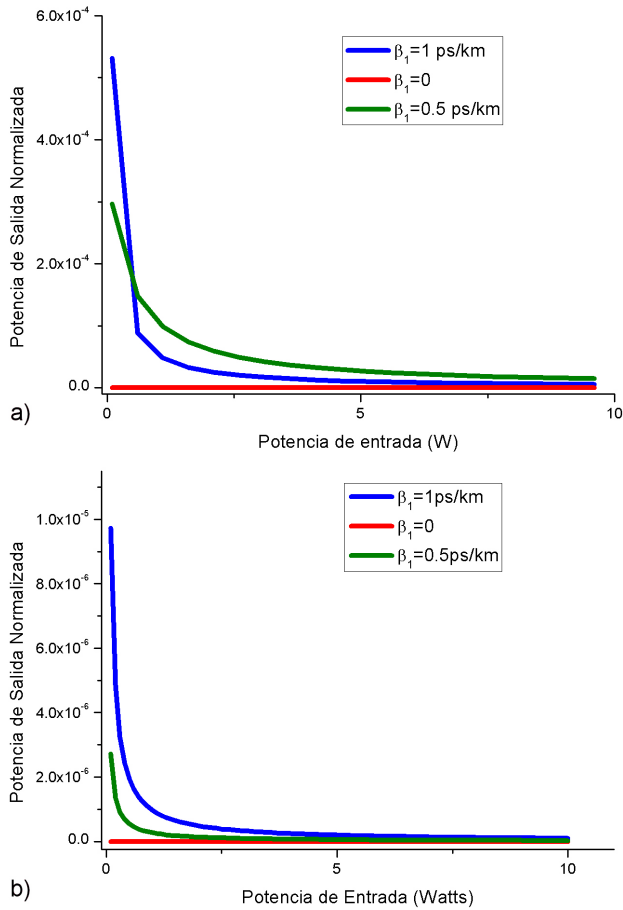 6.0x10⁻⁴
β₁=1 ps/km
β₁=0
β₁=0.5 ps/km
4.0x10⁻⁴
2.0x10⁻⁴
0.0
Potencia de Salida Normalizada
0 5 10
a)
Potencia de entrada (W)
β₁=1ps/km
β₁=0
β₁=0.5ps/km
1.0x10⁻⁵
8.0x10⁻⁶
6.0x10⁻⁶
4.0x10⁻⁶
2.0x10⁻⁶
0.0
Potencia de Salida Normalizada
0 5 10
b)
Potencia de Entrada (Watts)